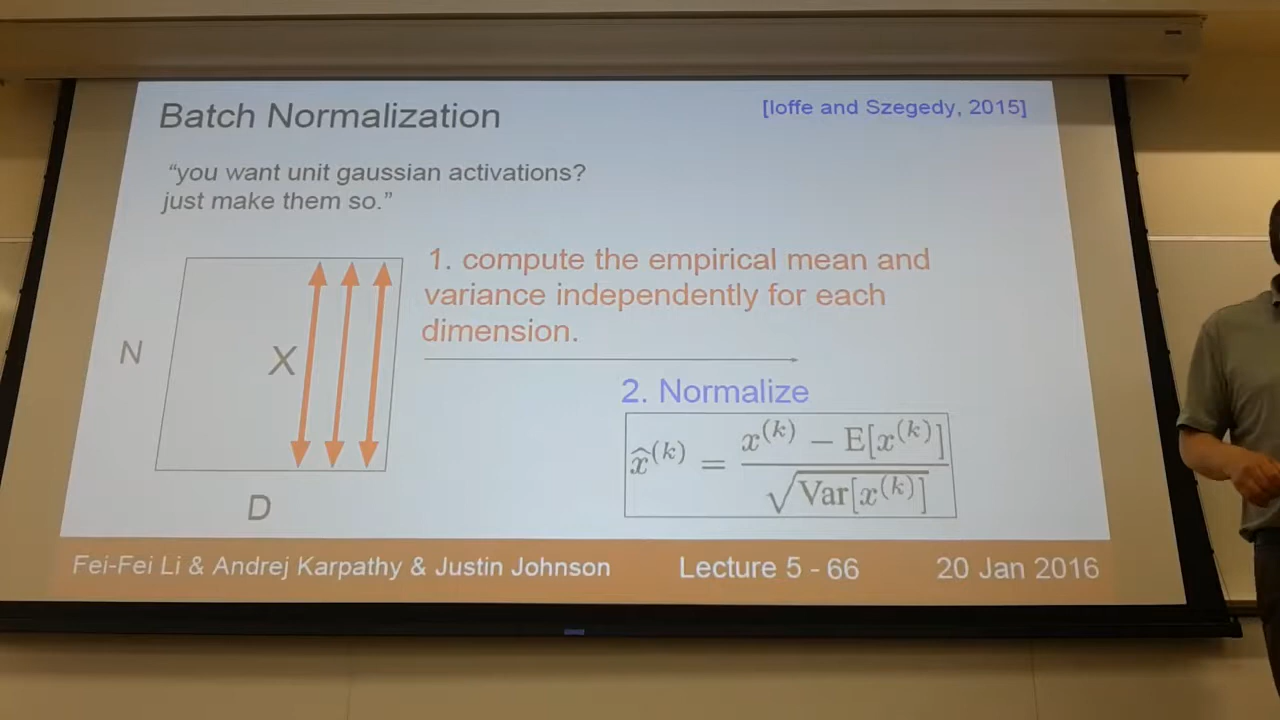 Batch Normalization
[Ioffe and Szegedy, 2015]
“you want unit gaussian activations?
just make them so.”
1. compute the empirical mean and
variance independently for each
dimension.
N
X
D
2. Normalize
x̂^(k) = (x^(k) − E[x^(k)]) / √Var[x^(k)]
Fei-Fei Li & Andrej Karpathy & Justin Johnson
Lecture 5 - 66
20 Jan 2016